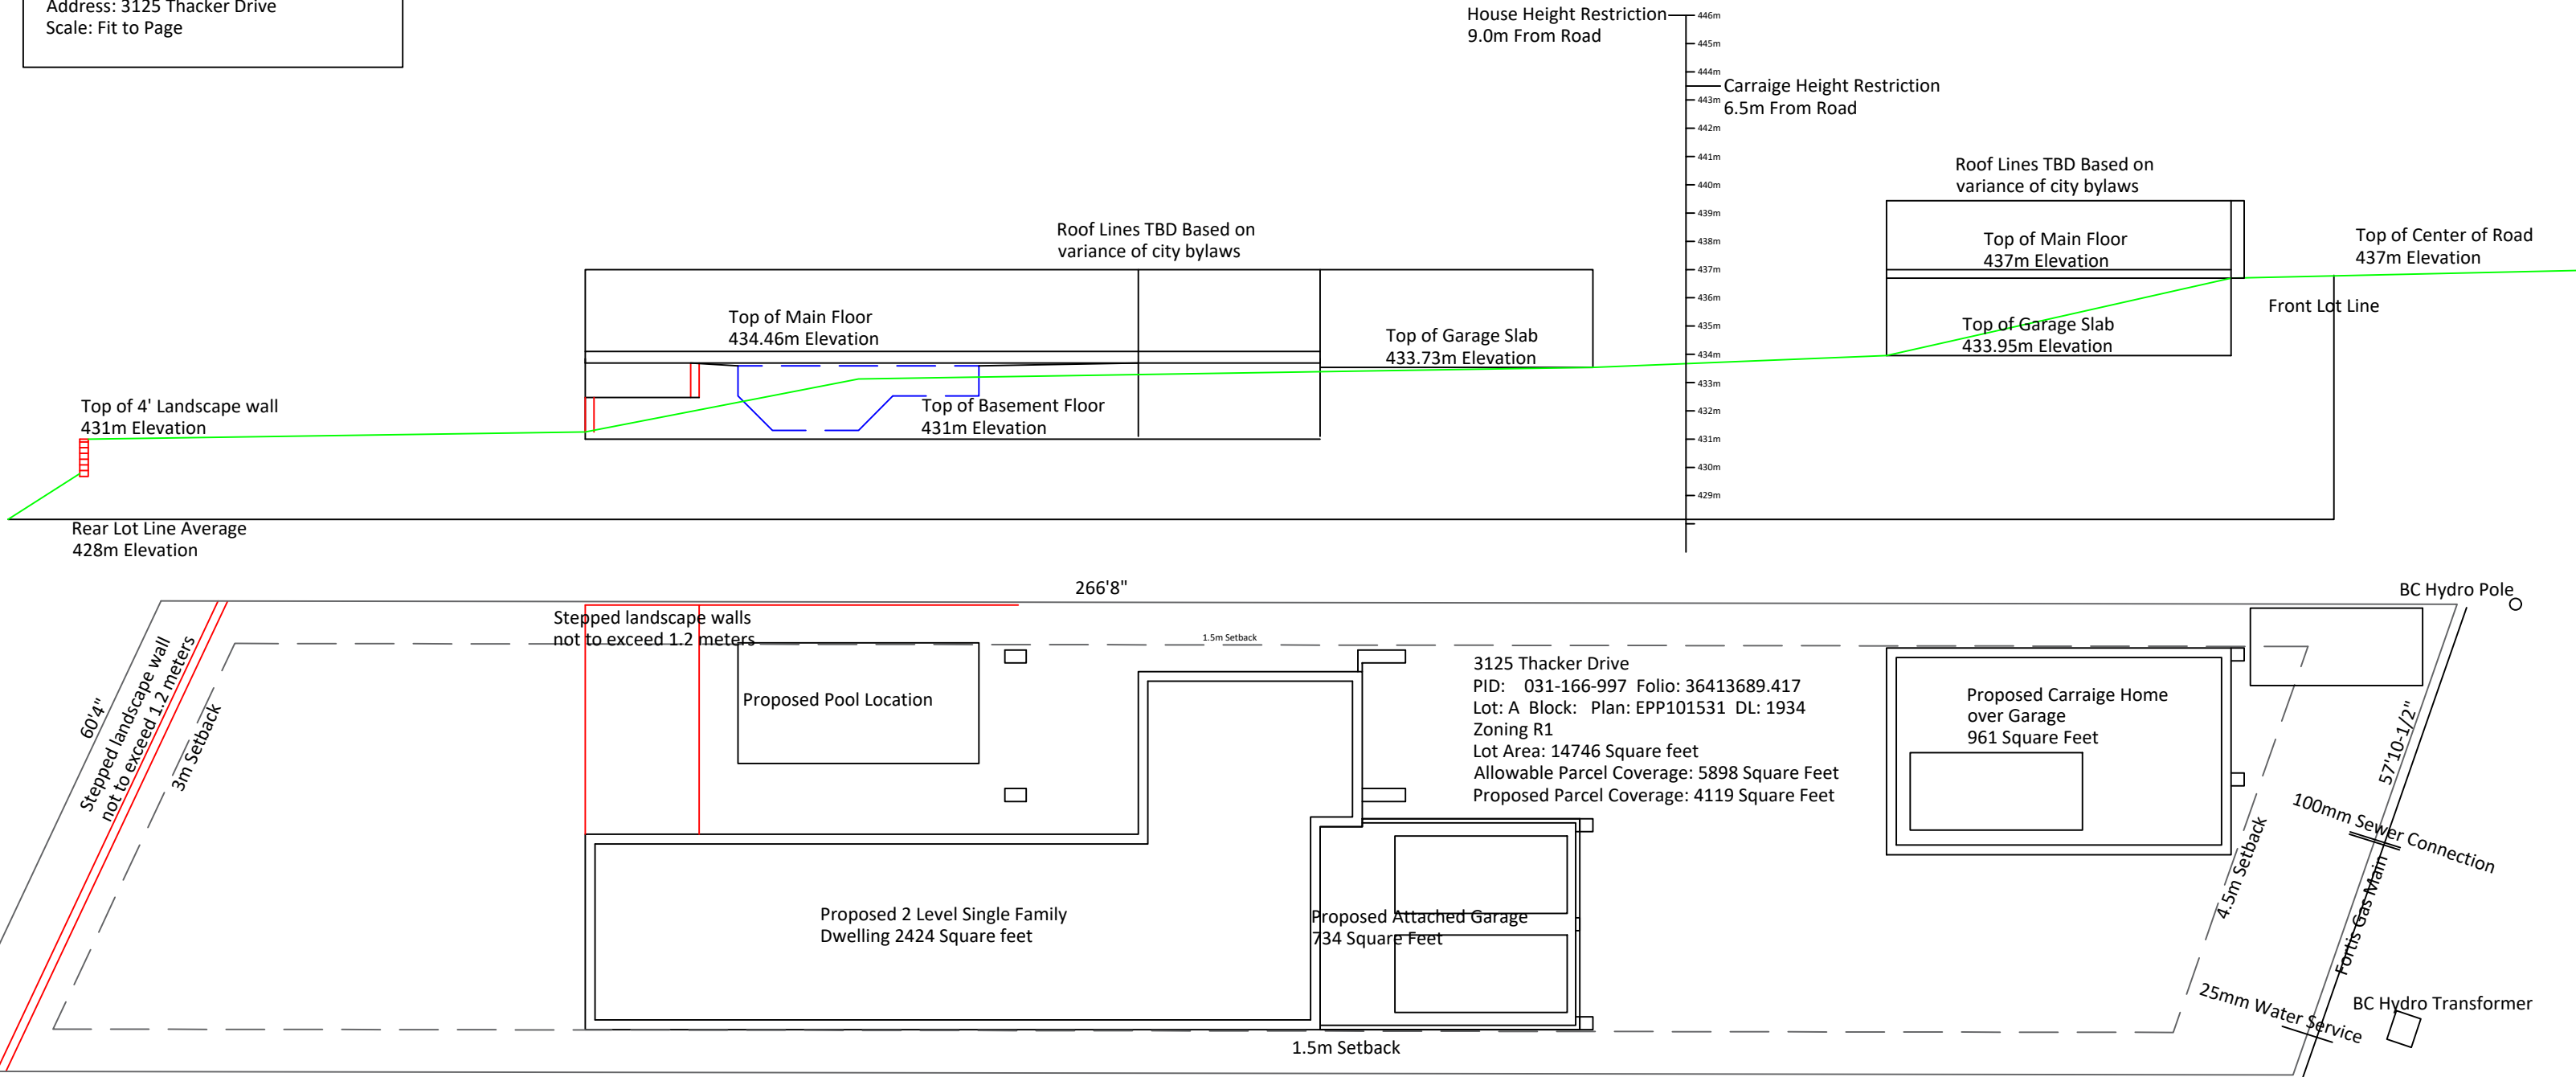 Address: 3125 Thacker Drive
Scale: Fit to Page
House Height Restriction
9.0m From Road
446m
445m
444m
Carraige Height Restriction
6.5m From Road
443m
442m
441m
440m
439m
438m
437m
436m
435m
434m
433m
432m
431m
430m
429m
Roof Lines TBD Based on
variance of city bylaws
Top of Main Floor
437m Elevation
Top of Garage Slab
433.95m Elevation
Top of Center of Road
437m Elevation
Front Lot Line
Roof Lines TBD Based on
variance of city bylaws
Top of Main Floor
434.46m Elevation
Top of Garage Slab
433.73m Elevation
Top of Basement Floor
431m Elevation
Top of 4' Landscape wall
431m Elevation
Rear Lot Line Average
428m Elevation
266'8"
BC Hydro Pole
Stepped landscape walls
not to exceed 1.2 meters
1.5m Setback
60'4"
Stepped landscape wall
not to exceed 1.2 meters
3m Setback
Proposed Pool Location
3125 Thacker Drive
PID: 031-166-997 Folio: 36413689.417
Lot: A Block: Plan: EPP101531 DL: 1934
Zoning R1
Lot Area: 14746 Square feet
Allowable Parcel Coverage: 5898 Square Feet
Proposed Parcel Coverage: 4119 Square Feet
Proposed Carraige Home
over Garage
961 Square Feet
57'10-1/2"
100mm Sewer Connection
4.5m Setback
Fortis Gas Main
Proposed 2 Level Single Family
Dwelling 2424 Square feet
Proposed Attached Garage
734 Square Feet
25mm Water Service
BC Hydro Transformer
1.5m Setback